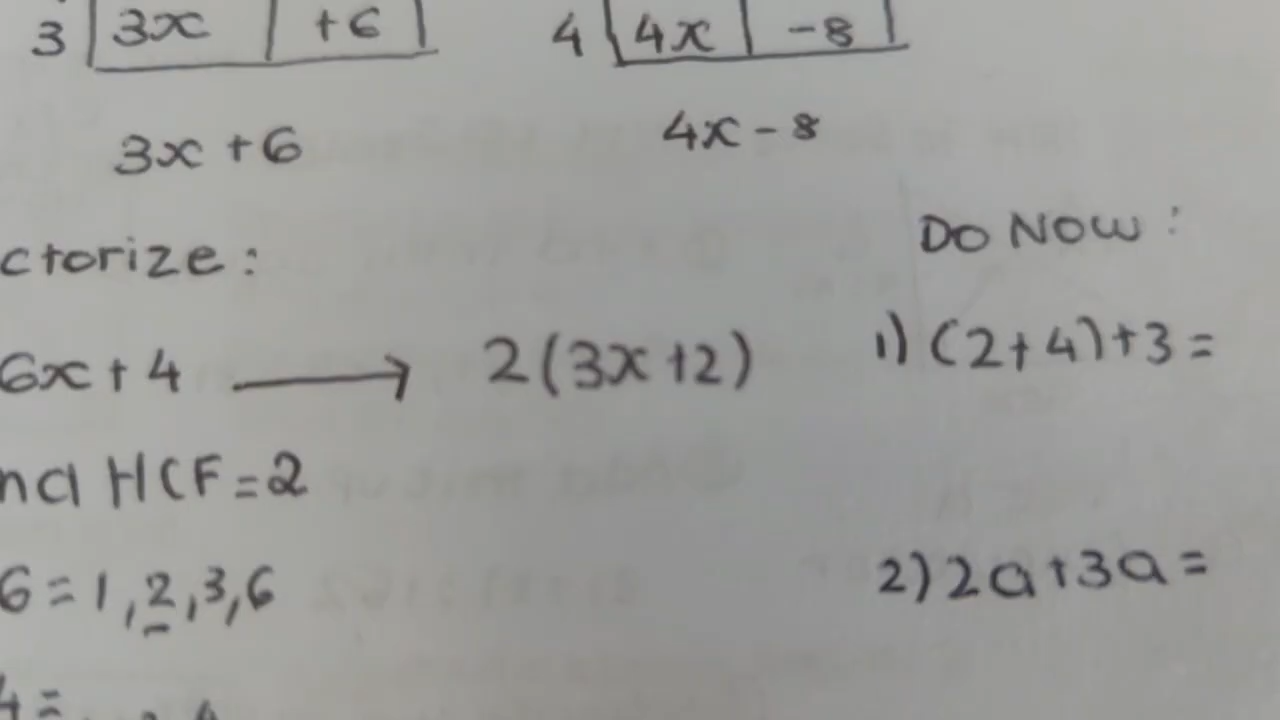 3 3x +6 4 4x -8
3x +6 4x - 8
Do Now :
ctorize :
6x + 4 → 2(3x +2) 1) (2+4)+3 =
nd HCF = 2
6 = 1, 2, 3, 6 2) 2a+3a =
4 =